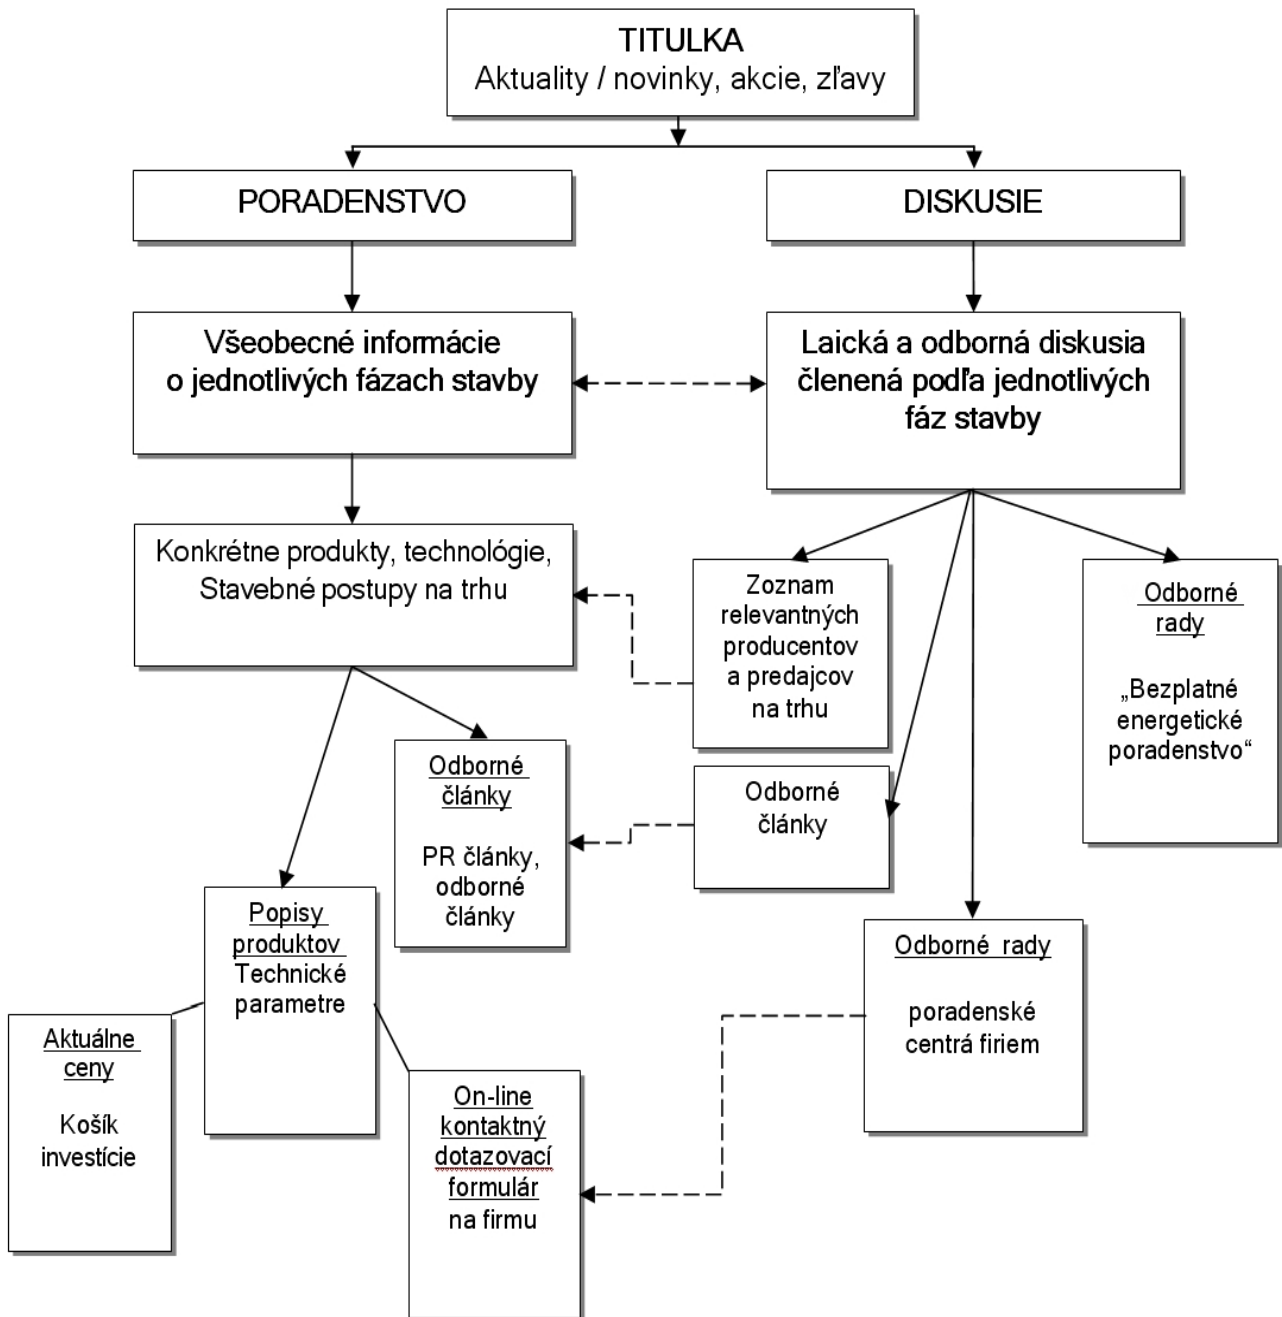 TITULKA
Aktuality / novinky, akcie, zľavy
PORADENSTVO
DISKUSIE
Všeobecné informácie
o jednotlivých fázach stavby
Laická a odborná diskusia
členená podľa jednotlivých
fáz stavby
Konkrétne produkty, technológie,
Stavebné postupy na trhu
Zoznam
relevantných
producentov
a predajcov
na trhu
Odborné
rady
„Bezplatné
energetické
poradenstvo“
Odborné
články
PR články,
odborné
články
Odborné
články
Popisy
produktov
Technické
parametre
Odborné rady
poradenské
centrá firiem
Aktuálne
ceny
Košík
investície
On-line
kontaktný
dotazovací
formulár
na firmu